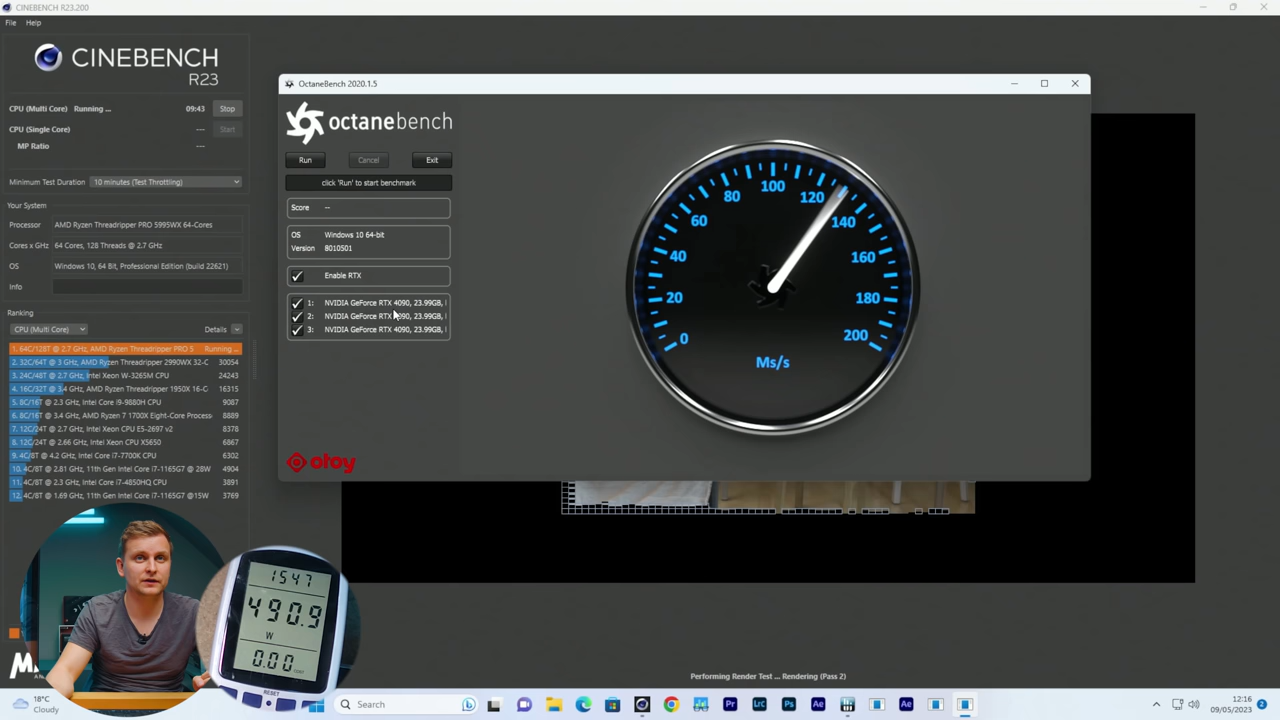 CINEBENCH R23.200
File Help
CINEBENCH
R23
CPU (Multi Core) Running ... 09:43 Stop
CPU (Single Core) --- Start
MP Ratio ---
Minimum Test Duration 10 minutes (Test Throttling)
Your System
Processor AMD Ryzen Threadripper PRO 5995WX 64-Cores
Cores x GHz 64 Cores, 128 Threads @ 2.7 GHz
OS Windows 10, 64 Bit, Professional Edition (build 22621)
Info
Ranking
CPU (Multi Core) Details
1. 64C/128T @ 2.7 GHz, AMD Ryzen Threadripper PRO 5 Running...
2. 32C/64T @ 3 GHz, AMD Ryzen Threadripper 2990WX 32-C 30054
3. 24C/48T @ 2.7 GHz, Intel Xeon W-3265M CPU 24243
4. 16C/32T @ 3.4 GHz, AMD Ryzen Threadripper 1950X 16-C 16315
5. 8C/16T @ 2.3 GHz, Intel Core i9-9880H CPU 9087
6. 8C/16T @ 3.4 GHz, AMD Ryzen 7 1700X Eight-Core Process 8889
7. 12C/24T @ 2.7 GHz, Intel Xeon CPU E5-2697 v2 8378
8. 12C/24T @ 2.66 GHz, Intel Xeon CPU X5650 6867
9. 4C/8T @ 4.2 GHz, Intel Core i7-7700K CPU 6302
10. 4C/8T @ 2.81 GHz, 11th Gen Intel Core i7-1165G7 @ 28W 4904
11. 4C/8T @ 2.3 GHz, Intel Core i7-4850HQ CPU 3891
12. 4C/8T @ 1.69 GHz, 11th Gen Intel Core i7-1165G7 @15W 3769
OctaneBench 2020.1.5
octanebench
Run Cancel Exit
click 'Run' to start benchmark
Score --
OS Windows 10 64-bit
Version 8010501
Enable RTX
1: NVIDIA GeForce RTX 4090, 23.99GB,
2: NVIDIA GeForce RTX 4090, 23.99GB,
3: NVIDIA GeForce RTX 4090, 23.99GB,
otoy
0 20 40 60 80 100 120 140 160 180 200
Ms/s
1547
490.9
W
0.00
COST
RESET
Performing Render Test ... Rendering (Pass 2)
18°C
Cloudy
Search
Pr Lrc Ps Ae Ae
12:16
09/05/2023
2